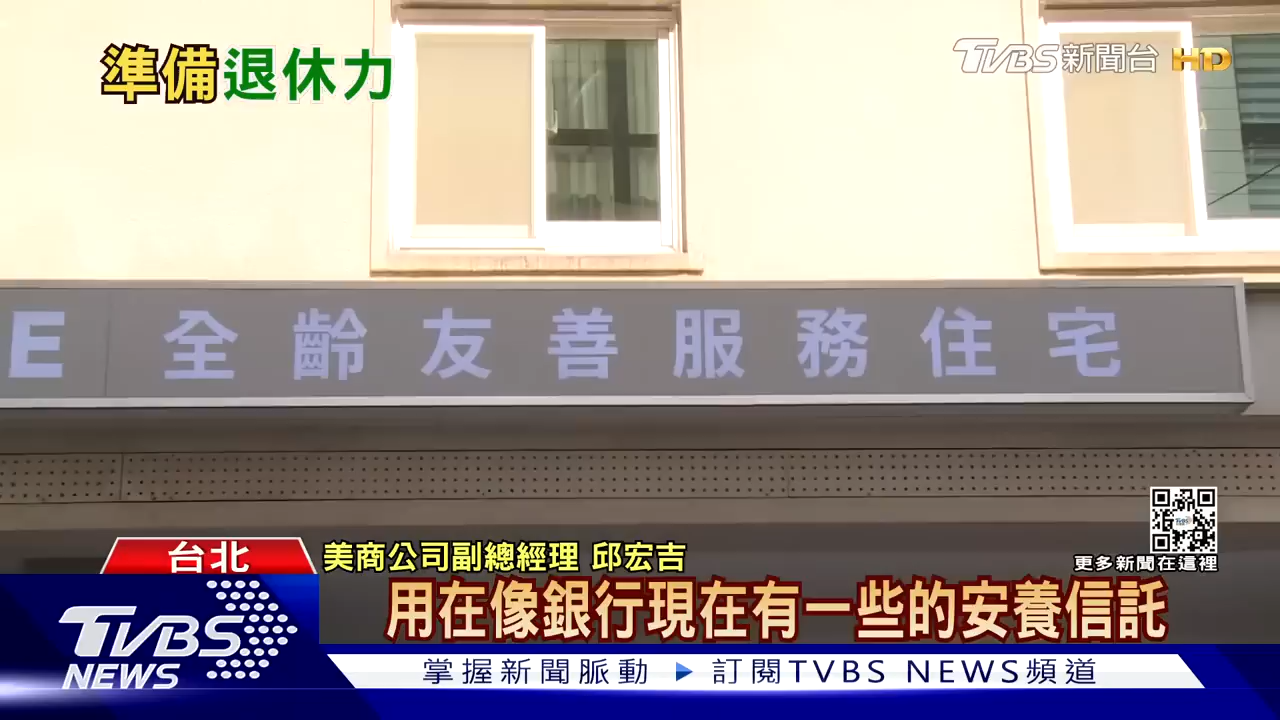 準備退休力
TVBS新聞台 HD
E 全齡友善服務住宅
更多新聞在這裡
台北
美商公司副總經理 邱宏吉
用在像銀行現在有一些的安養信託
TVBS NEWS
掌握新聞脈動 訂閱TVBS NEWS頻道